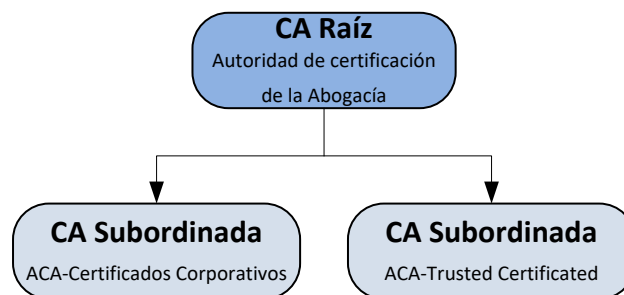 CA Raíz
Autoridad de certificación
de la Abogacía
CA Subordinada
ACA-Certificados Corporativos
CA Subordinada
ACA-Trusted Certificated